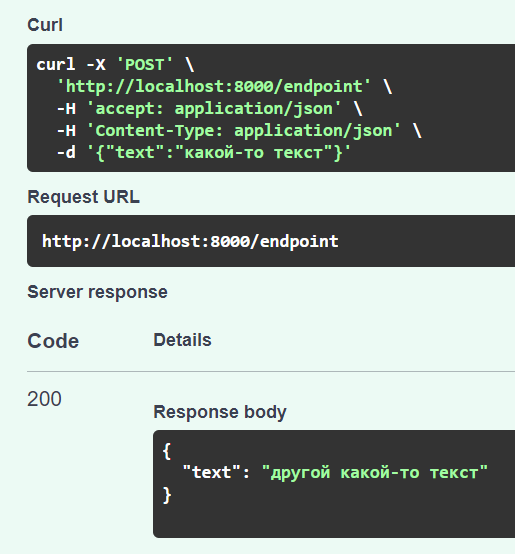 Curl
curl -X 'POST' \
'http://localhost:8000/endpoint' \
-H 'accept: application/json' \
-H 'Content-Type: application/json' \
-d '{"text":"какой-то текст"}'
Request URL
http://localhost:8000/endpoint
Server response
Code Details
200
Response body
{
"text": "другой какой-то текст"
}